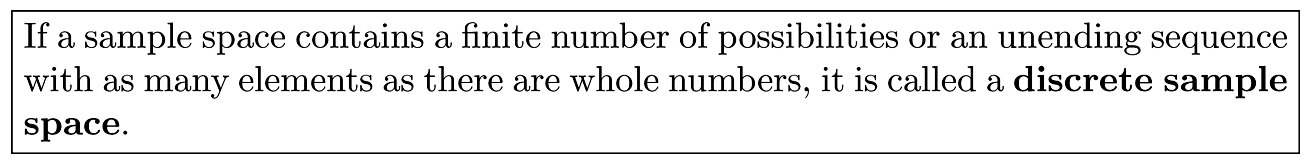 If a sample space contains a finite number of possibilities or an unending sequence
with as many elements as there are whole numbers, it is called a discrete sample
space.